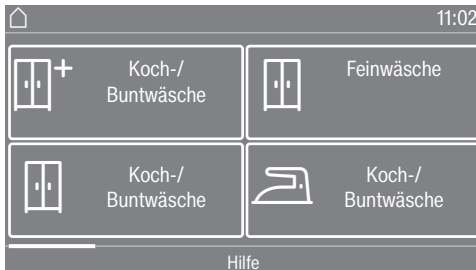 11:02
Koch-/
Buntwäsche
Feinwäsche
Koch-/
Buntwäsche
Koch-/
Buntwäsche
Hilfe